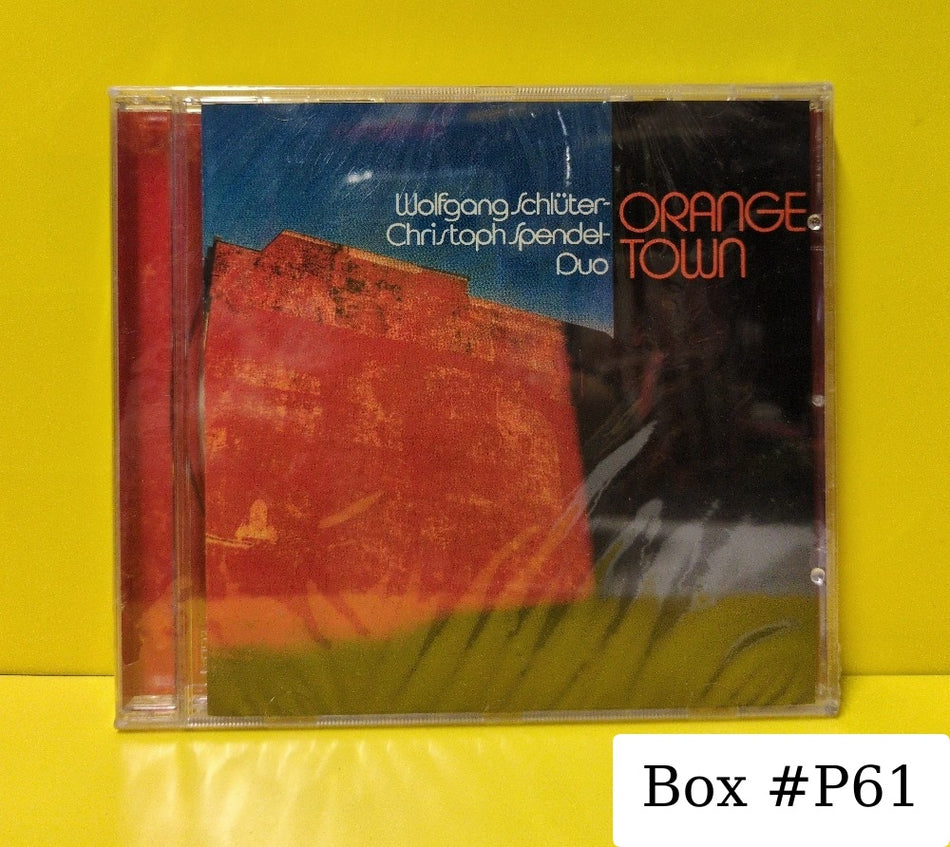 Wolfgang Schlüter-
Christoph Spendel-
Duo
ORANGE
TOWN
Box #P61